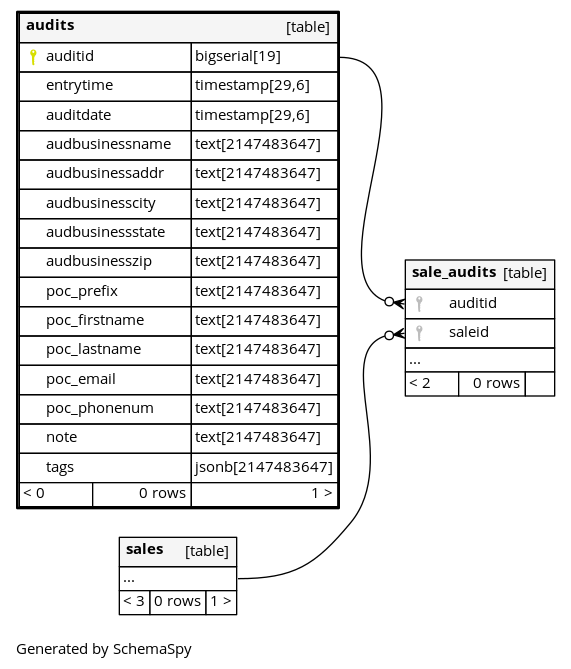 audits [table]
auditid bigserial[19]
entrytime timestamp[29,6]
auditdate timestamp[29,6]
audbusinessname text[2147483647]
audbusinessaddr text[2147483647]
audbusinesscity text[2147483647]
audbusinessstate text[2147483647]
audbusinesszip text[2147483647]
poc_prefix text[2147483647]
poc_firstname text[2147483647]
poc_lastname text[2147483647]
poc_email text[2147483647]
poc_phonenum text[2147483647]
note text[2147483647]
tags jsonb[2147483647]
< 0 0 rows 1 >
sale_audits [table]
auditid
saleid
...
< 2 0 rows
sales [table]
...
< 3 0 rows 1 >
Generated by SchemaSpy